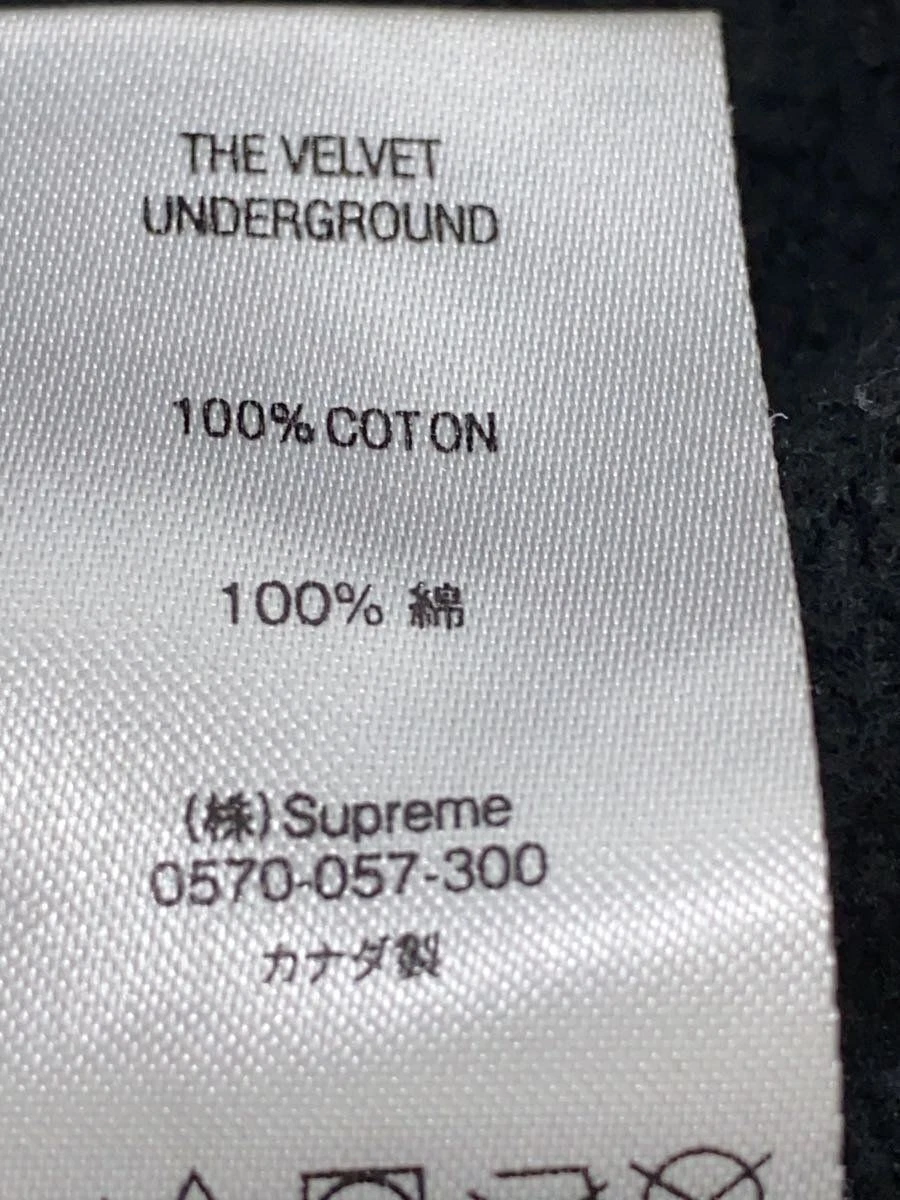 THE VELVET
UNDERGROUND
100% COTON
100% 綿
(株)Supreme
0570-057-300
カナダ製